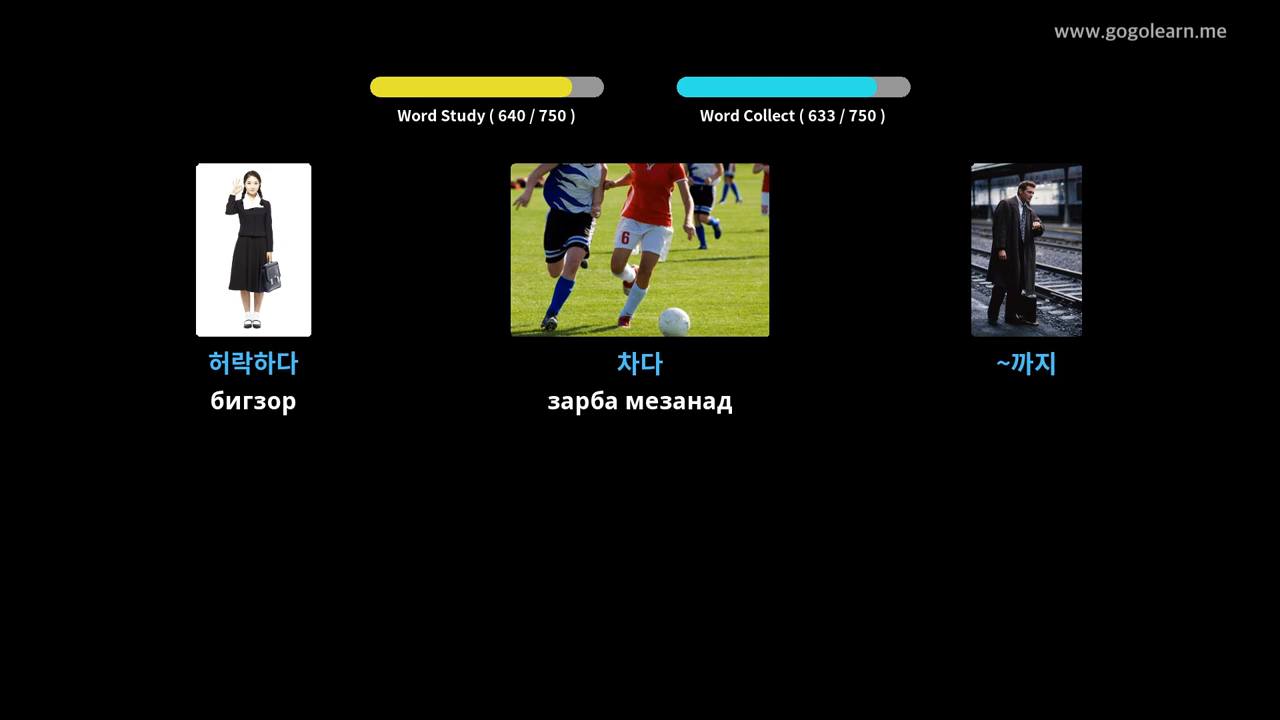 www.gogolearn.me
Word Study ( 640 / 750 )
Word Collect ( 633 / 750 )
허락하다
차다
~까지
бигзор
зарба мезанад
6